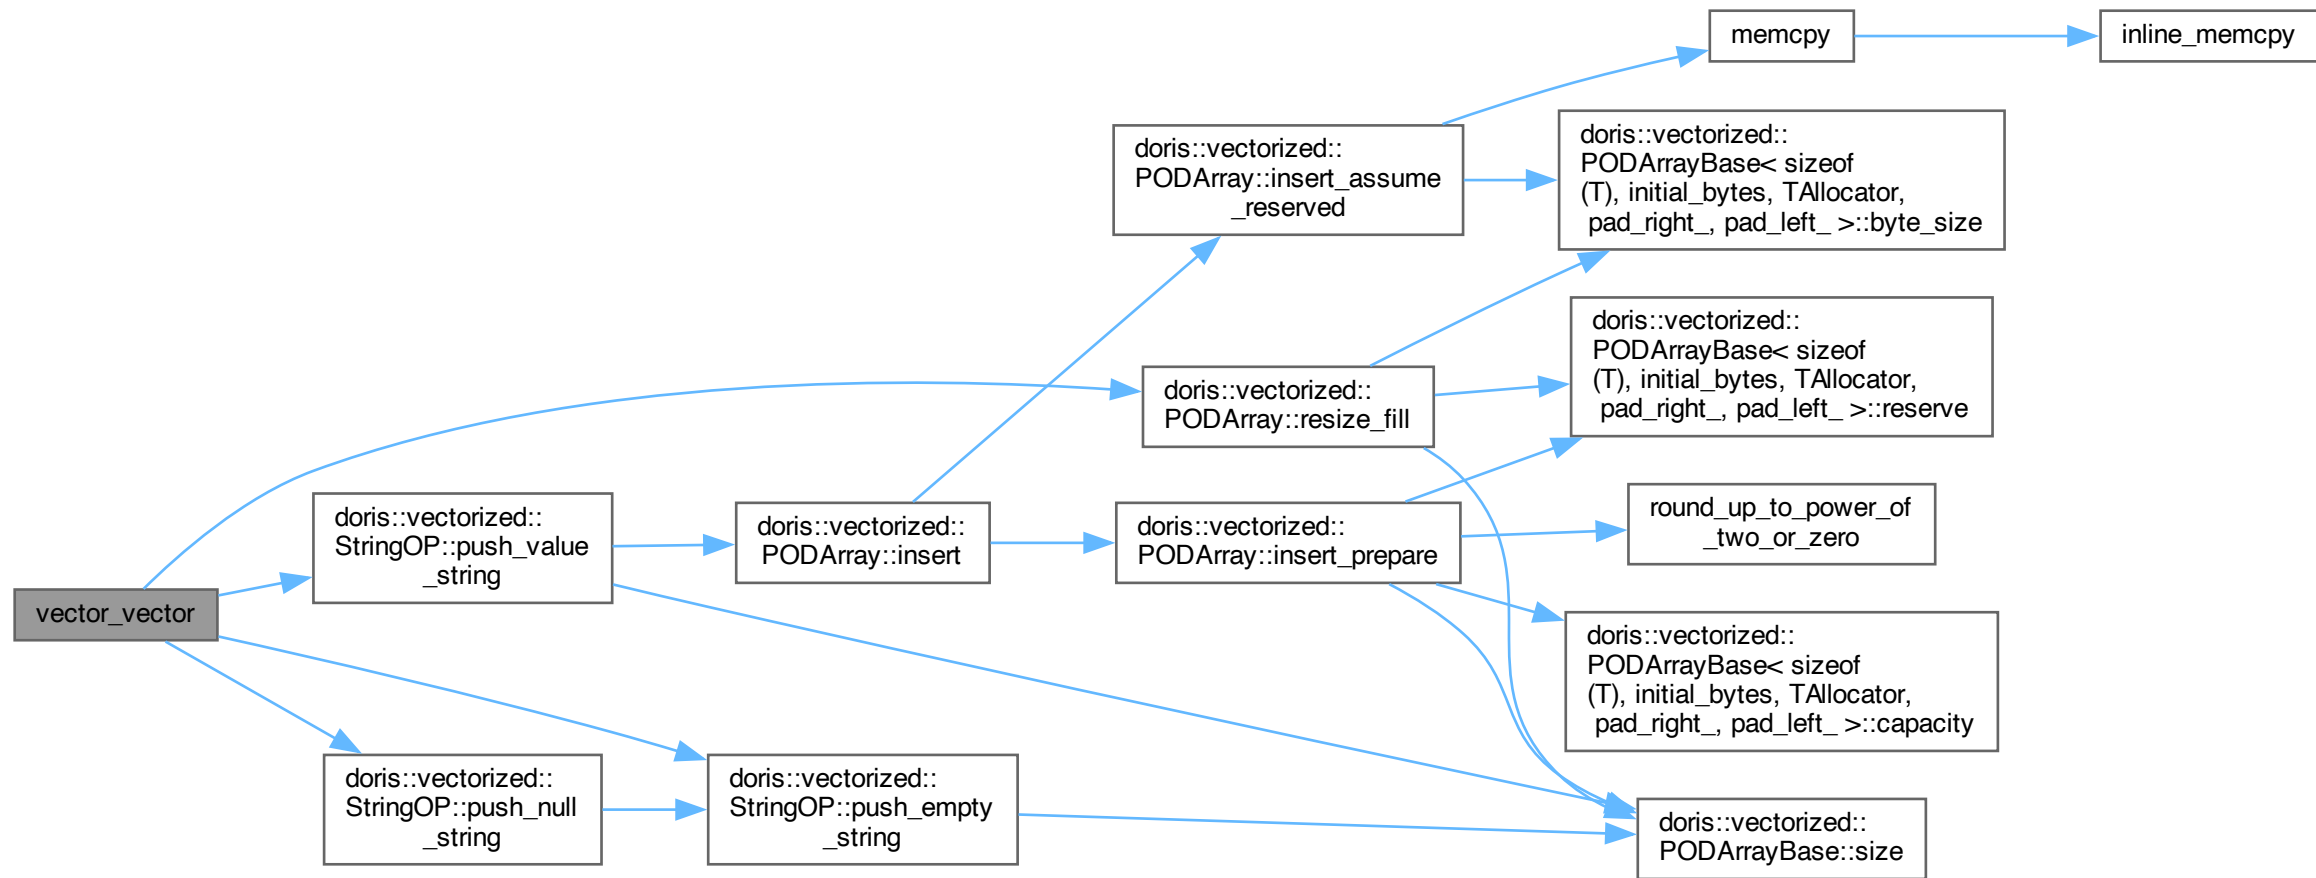 memcpy
inline_memcpy
doris::vectorized::
PODArray::insert_assume
_reserved
doris::vectorized::
PODArrayBase< sizeof
(T), initial_bytes, TAllocator,
pad_right_, pad_left_ >::byte_size
doris::vectorized::
PODArrayBase< sizeof
(T), initial_bytes, TAllocator,
pad_right_, pad_left_ >::reserve
doris::vectorized::
PODArray::resize_fill
doris::vectorized::
StringOP::push_value
_string
doris::vectorized::
PODArray::insert
doris::vectorized::
PODArray::insert_prepare
round_up_to_power_of
_two_or_zero
vector_vector
doris::vectorized::
PODArrayBase< sizeof
(T), initial_bytes, TAllocator,
pad_right_, pad_left_ >::capacity
doris::vectorized::
StringOP::push_null
_string
doris::vectorized::
StringOP::push_empty
_string
doris::vectorized::
PODArrayBase::size